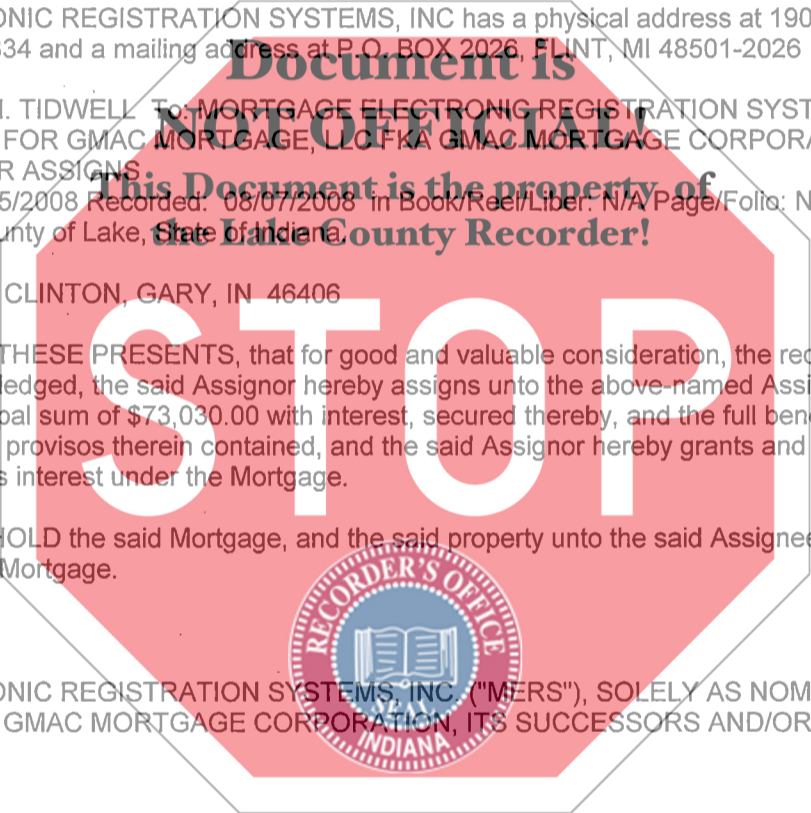 ONIC REGISTRATION SYSTEMS, INC has a physical address at 190
34 and a mailing address at P.O. BOX 2026, FLINT, MI 48501-2026
Document is
. TIDWELL To: MORTGAGE ELECTRONIC REGISTRATION SYST
NOT OFFICIAL!
FOR GMAC MORTGAGE, LLC FKA GMAC MORTGAGE CORPORA
R ASSIGNS.
This Document is the property of
5/2008 Recorded: 08/07/2008 in Book/Reel/Liber: N/A Page/Folio: N
the Lake County Recorder!
unty of Lake, State of Indiana.
CLINTON, GARY, IN 46406
STOP
THESE PRESENTS, that for good and valuable consideration, the rec
ledged, the said Assignor hereby assigns unto the above-named Assi
pal sum of $73,030.00 with interest, secured thereby, and the full ben
provisos therein contained, and the said Assignor hereby grants and
s interest under the Mortgage.
HOLD the said Mortgage, and the said property unto the said Assignee
Mortgage.
RECORDER'S OFFICE
SEAL
INDIANA
ONIC REGISTRATION SYSTEMS, INC. ("MERS"), SOLELY AS NOM
GMAC MORTGAGE CORPORATION, ITS SUCCESSORS AND/OR